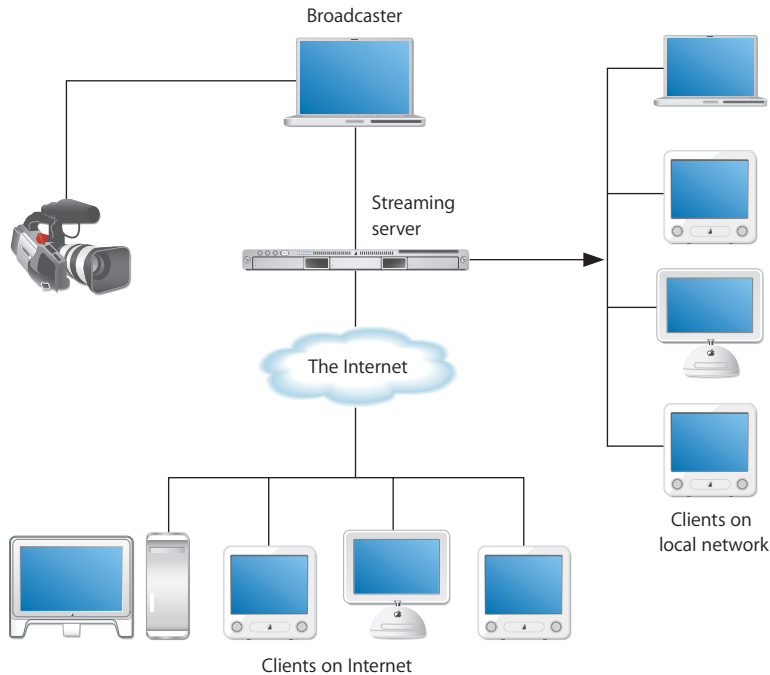 Broadcaster
Streaming
server
The Internet
Clients on
local network
Clients on Internet